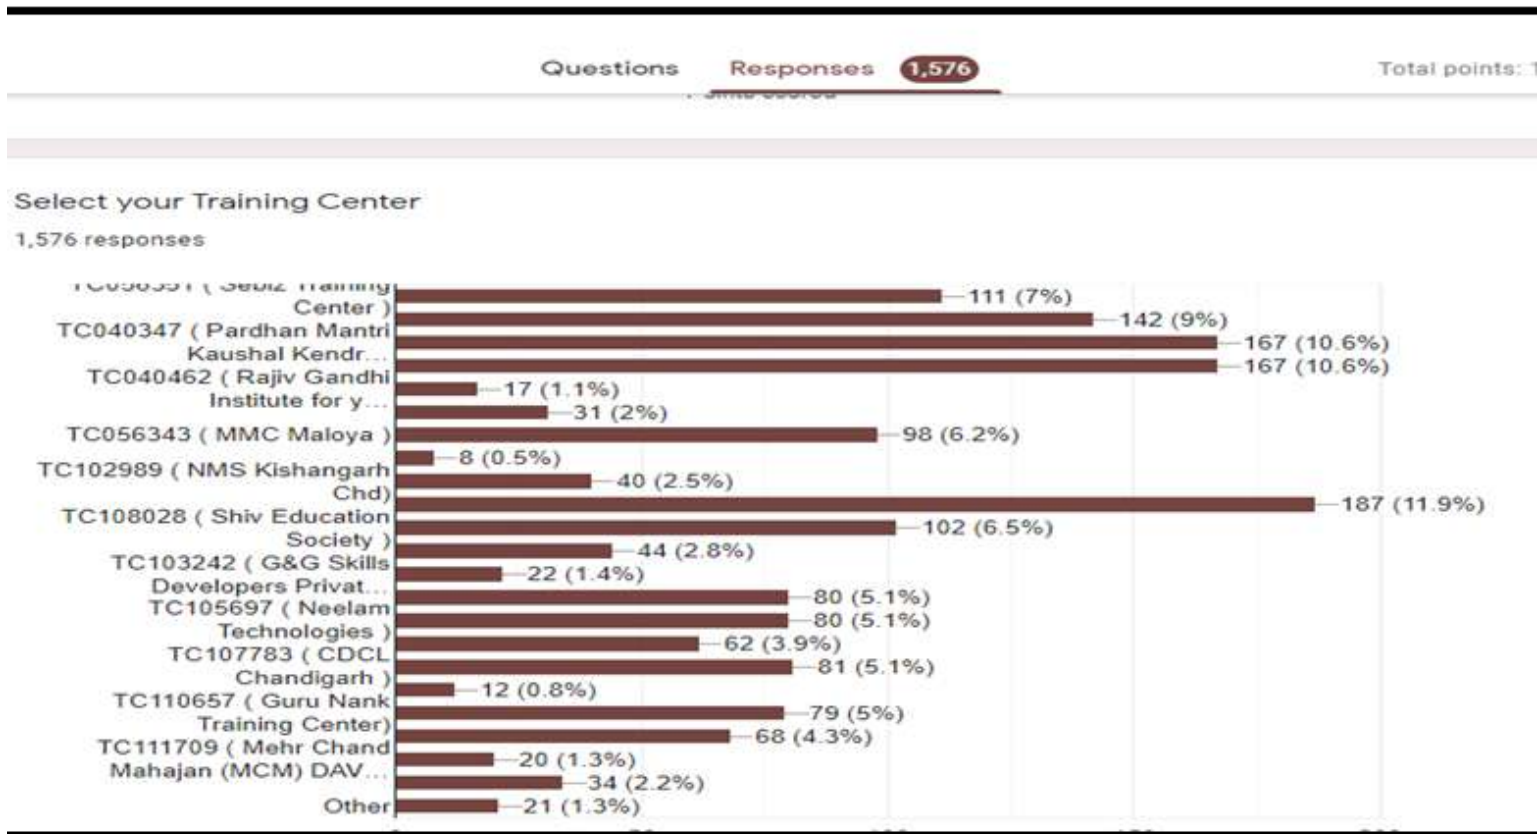 Questions Responses 1,576 Total points: 1
Points scored
Select your Training Center
1,576 responses
TC056351 ( Sebiz Training
Center )
111 (7%)
142 (9%)
TC040347 ( Pardhan Mantri
Kaushal Kendr...
167 (10.6%)
167 (10.6%)
TC040462 ( Rajiv Gandhi
Institute for y...
17 (1.1%)
31 (2%)
TC056343 ( MMC Maloya )
98 (6.2%)
8 (0.5%)
TC102989 ( NMS Kishangarh
Chd)
40 (2.5%)
187 (11.9%)
TC108028 ( Shiv Education
Society )
102 (6.5%)
44 (2.8%)
TC103242 ( G&G Skills
Developers Privat...
22 (1.4%)
80 (5.1%)
TC105697 ( Neelam
Technologies )
80 (5.1%)
62 (3.9%)
TC107783 ( CDCL
Chandigarh )
81 (5.1%)
12 (0.8%)
TC110657 ( Guru Nank
Training Center)
79 (5%)
68 (4.3%)
TC111709 ( Mehr Chand
Mahajan (MCM) DAV...
20 (1.3%)
34 (2.2%)
Other
21 (1.3%)